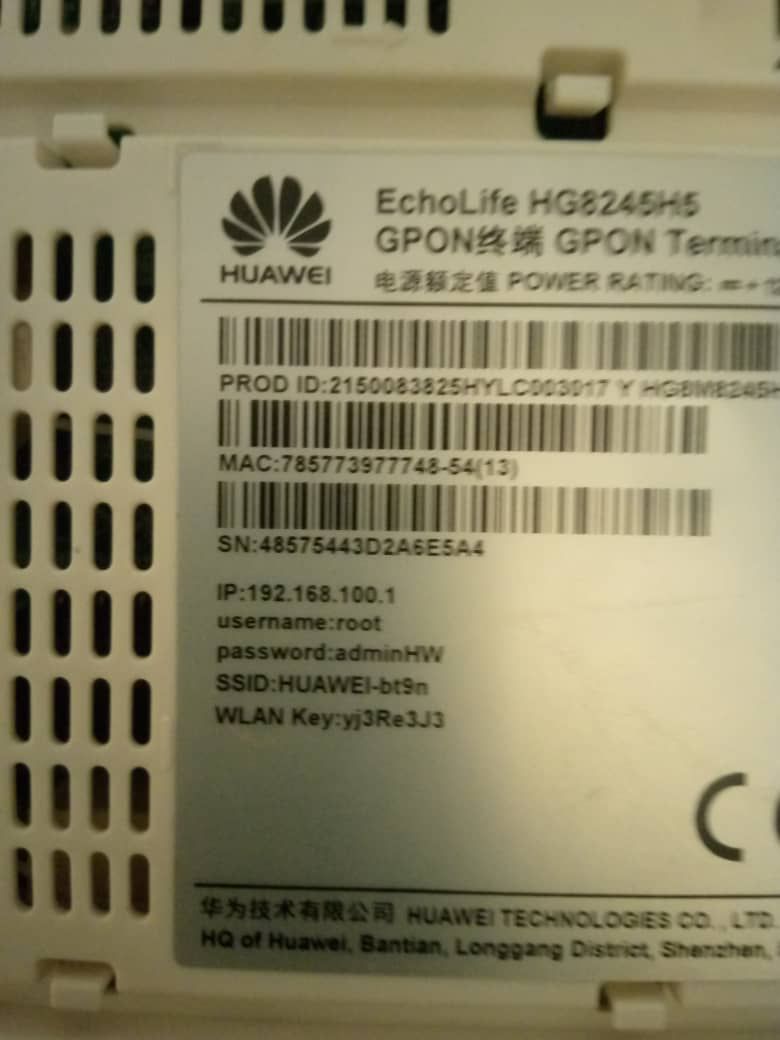 HUAWEI
EchoLife HG8245H5
GPON终端 GPON
电源额定值 POWER RATING:
PROD ID:2150083825HYLC003017 Y
MAC:785773977748-54(13)
SN:48575443D2A6E5A4
IP:192.168.100.1
username:root
password:adminHW
SSID:HUAWEI-bt9n
WLAN Key:yj3Re3J3
华为技术有限公司 HUAWEI TECHNOLOGIES CO., LTD.
HQ of Huawei, Bantian, Longgang District, Shenzhen,